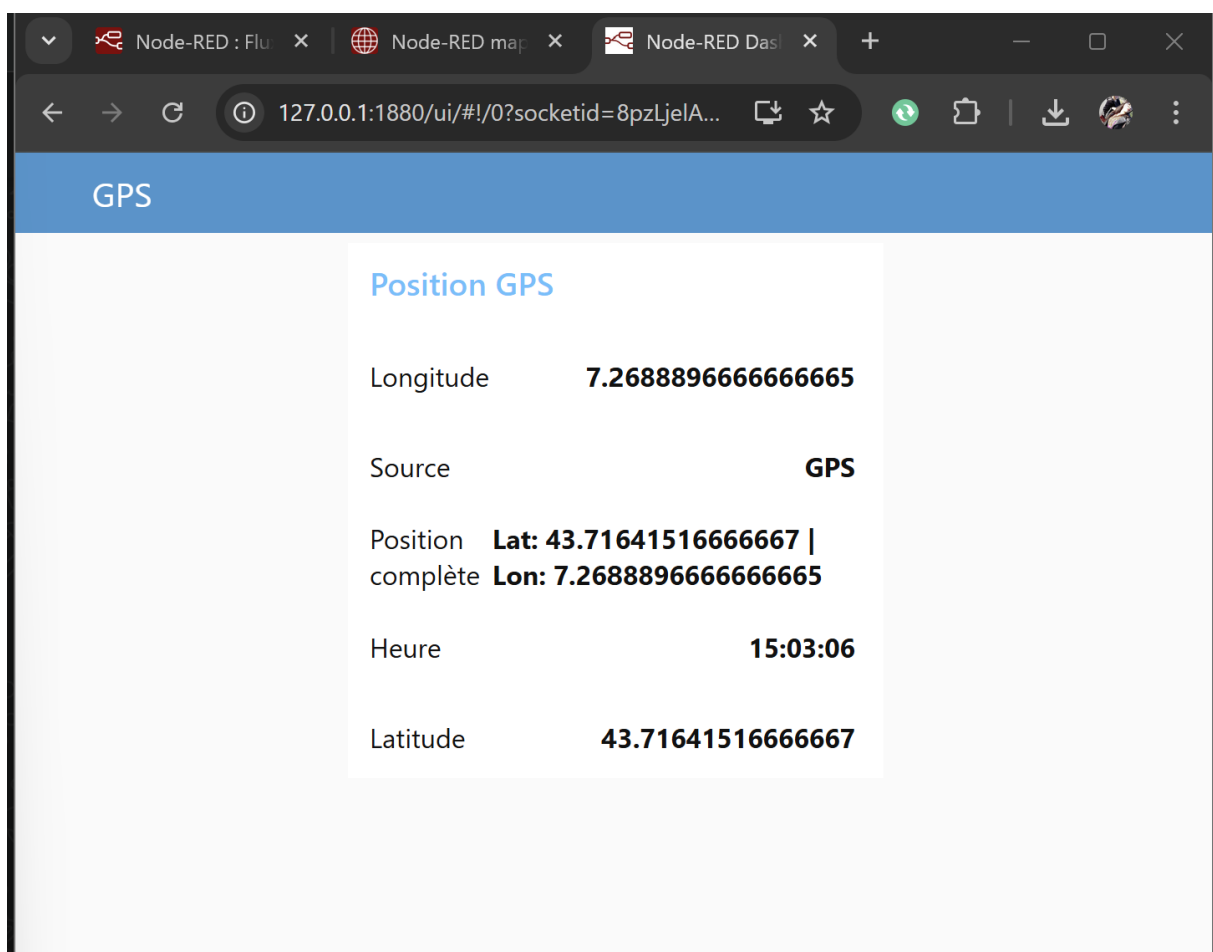 Node-RED : Flu
Node-RED map
Node-RED Das
127.0.0.1:1880/ui/#!/0?socketid=8pzLjelA...
GPS
Position GPS
Longitude 7.2688896666666665
Source GPS
Position Lat: 43.71641516666667 |
complète Lon: 7.2688896666666665
Heure 15:03:06
Latitude 43.71641516666667